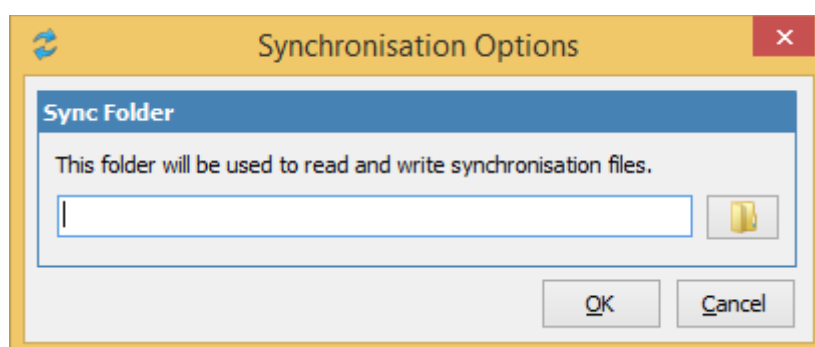 Synchronisation Options
Sync Folder
This folder will be used to read and write synchronisation files.
OK
Cancel